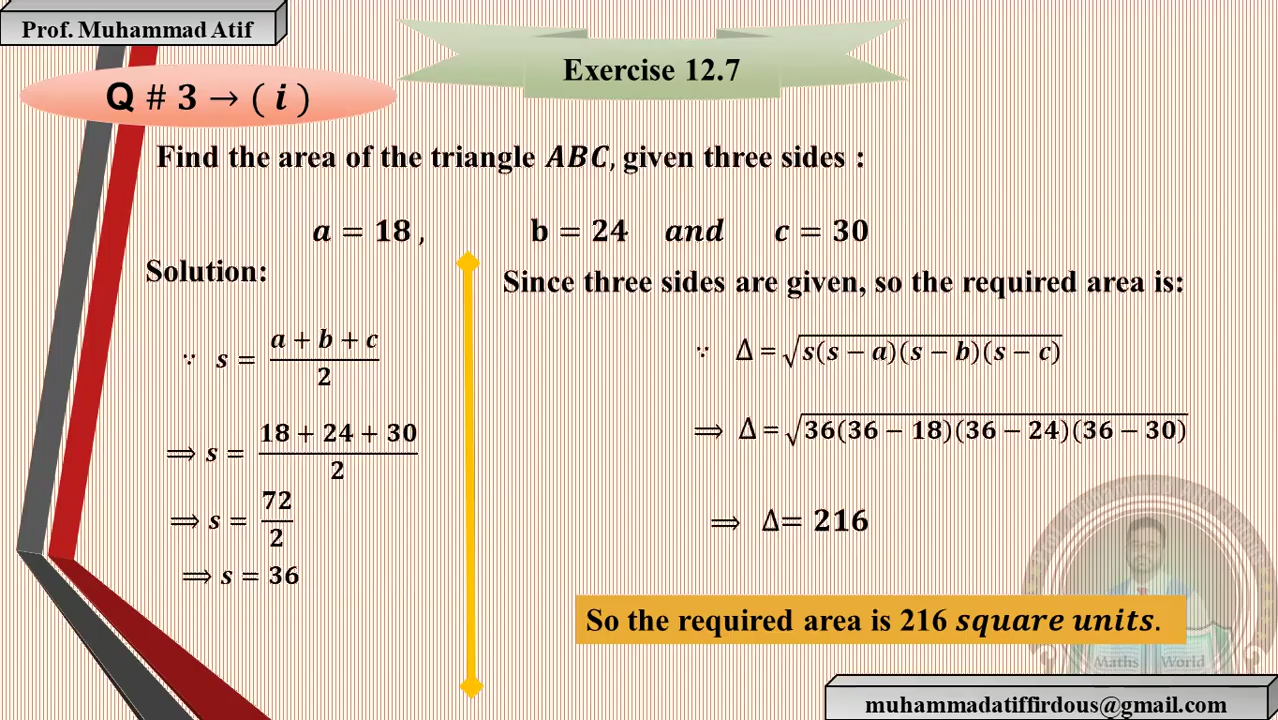 Prof. Muhammad Atif
Exercise 12.7
Q # 3 → ( i )
Find the area of the triangle ABC, given three sides :
a = 18 , b = 24 and c = 30
Solution:
∵ s = (a + b + c)/2
⟹ s = (18 + 24 + 30)/2
⟹ s = 72/2
⟹ s = 36
Since three sides are given, so the required area is:
∵ Δ = √(s(s − a)(s − b)(s − c))
⟹ Δ = √(36(36 − 18)(36 − 24)(36 − 30))
⟹ Δ = 216
So the required area is 216 square units.
Maths World
muhammadatiffirdous@gmail.com